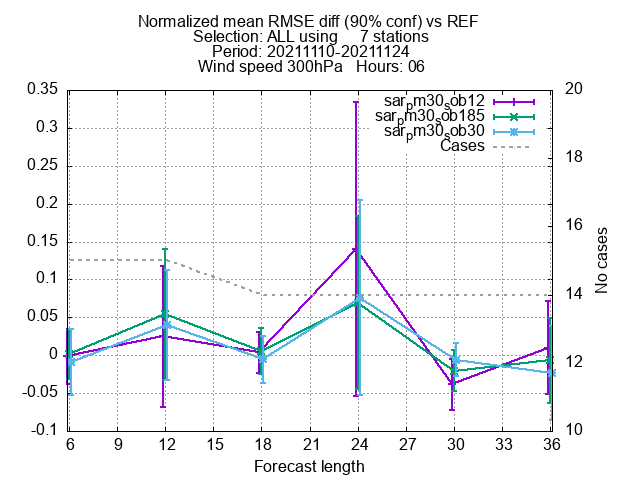 Normalized mean RMSE diff (90% conf) vs REF
Selection: ALL using     7 stations
Period: 20211110-20211124
Wind speed 300hPa   Hours: 06
0.35
0.3
0.25
0.2
0.15
0.1
0.05
0
-0.05
-0.1
20
18
16
14
12
10
No cases
sarpm30sob12
sarpm30sob185
sarpm30sob30
Cases
6 9 12 15 18 21 24 27 30 33 36
Forecast length